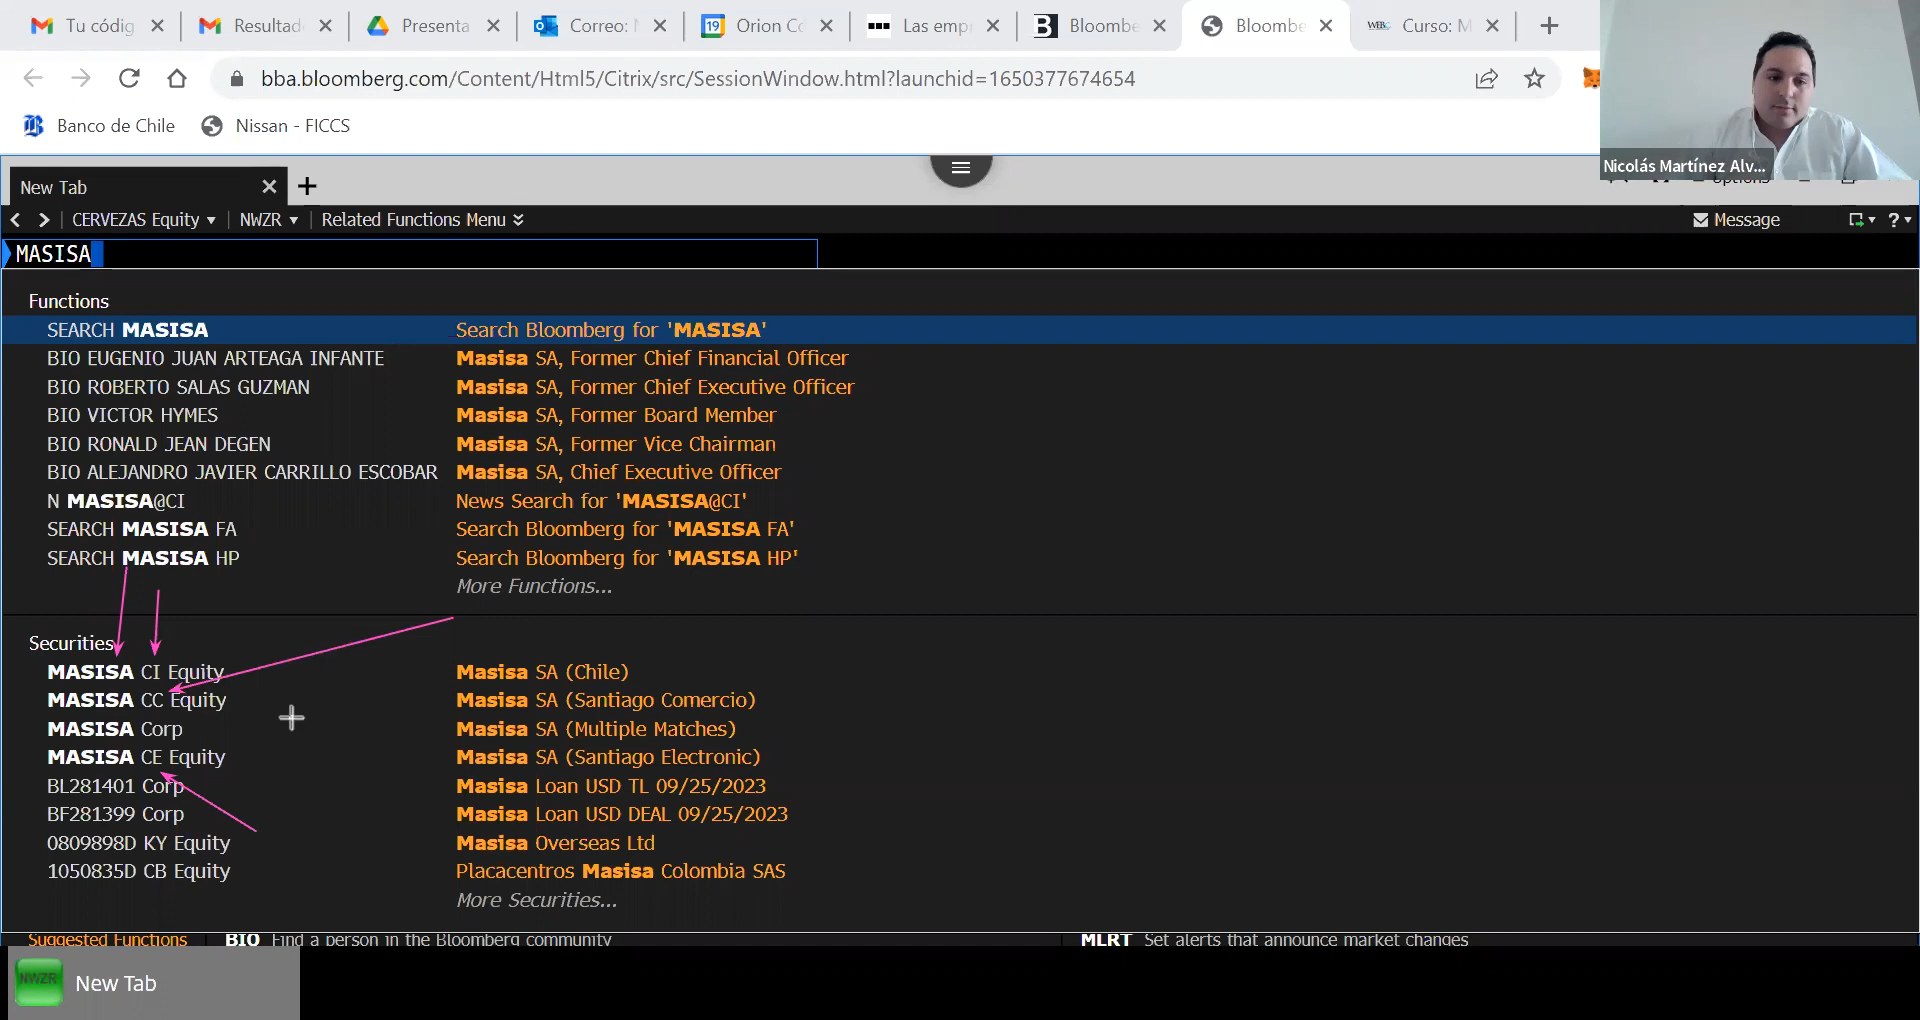 Tu códig
Resultad
Presenta
Correo: N
19
Orion Co
Las emp
B
Bloombe
Bloombe
WEBC
Curso: M
bba.bloomberg.com/Content/Html5/Citrix/src/SessionWindow.html?launchid=1650377674654
Banco de Chile
Nissan - FICCS
Nicolás Martínez Alv...
New Tab
Options
CERVEZAS Equity
NWZR
Related Functions Menu
Message
?
MASISA
Functions
SEARCH MASISA Search Bloomberg for 'MASISA'
BIO EUGENIO JUAN ARTEAGA INFANTE Masisa SA, Former Chief Financial Officer
BIO ROBERTO SALAS GUZMAN Masisa SA, Former Chief Executive Officer
BIO VICTOR HYMES Masisa SA, Former Board Member
BIO RONALD JEAN DEGEN Masisa SA, Former Vice Chairman
BIO ALEJANDRO JAVIER CARRILLO ESCOBAR Masisa SA, Chief Executive Officer
N MASISA@CI News Search for 'MASISA@CI'
SEARCH MASISA FA Search Bloomberg for 'MASISA FA'
SEARCH MASISA HP Search Bloomberg for 'MASISA HP'
More Functions...
Securities
MASISA CI Equity Masisa SA (Chile)
MASISA CC Equity Masisa SA (Santiago Comercio)
MASISA Corp Masisa SA (Multiple Matches)
MASISA CE Equity Masisa SA (Santiago Electronic)
BL281401 Corp Masisa Loan USD TL 09/25/2023
BF281399 Corp Masisa Loan USD DEAL 09/25/2023
0809898D KY Equity Masisa Overseas Ltd
1050835D CB Equity Placacentros Masisa Colombia SAS
More Securities...
Suggested Functions BIO Find a person in the Bloomberg community MLRT Set alerts that announce market changes
NWZR New Tab